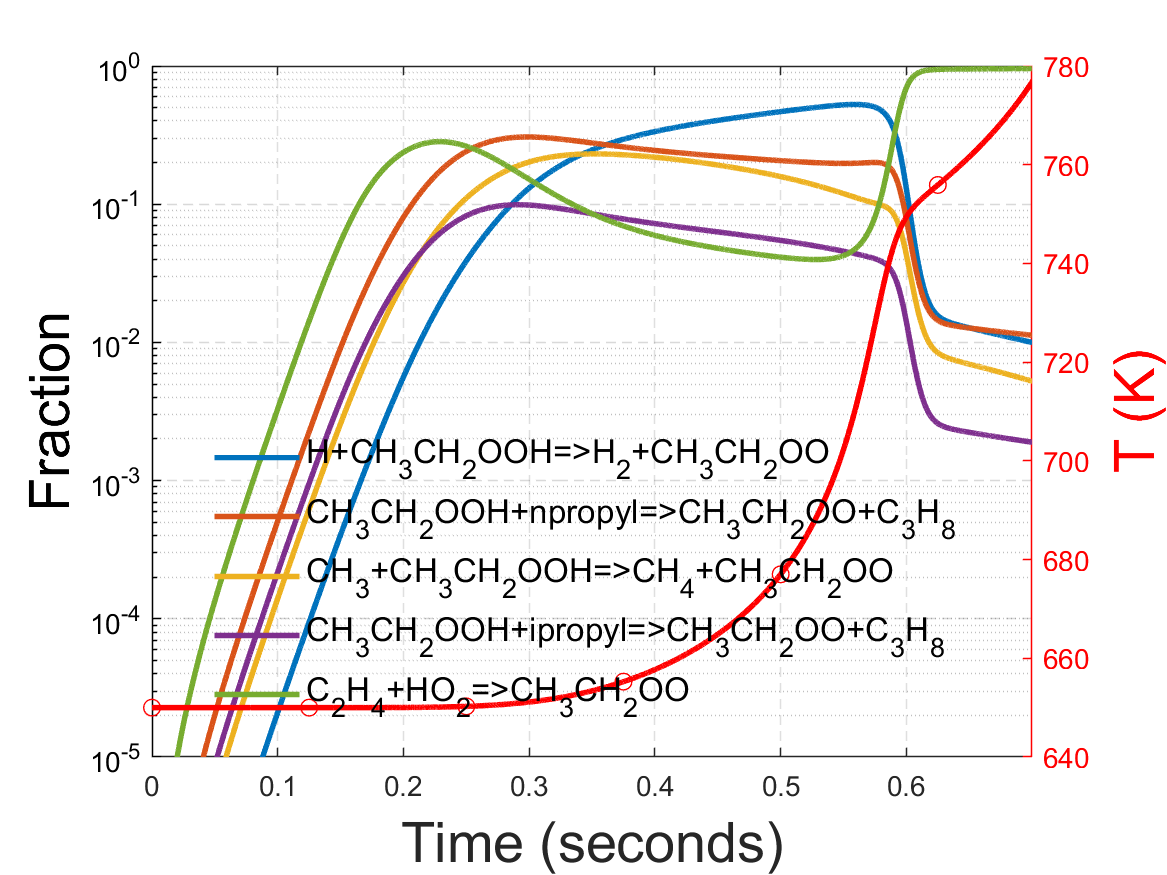 10^0
10^-1
10^-2
10^-3
10^-4
10^-5
Fraction
0 0.1 0.2 0.3 0.4 0.5 0.6
Time (seconds)
780
760
740
720
700
680
660
640
T (K)
H+CH3CH2OOH=>H2+CH3CH2OO
CH3CH2OOH+npropyl=>CH3CH2OO+C3H8
CH3+CH3CH2OOH=>CH4+CH3CH2OO
CH3CH2OOH+ipropyl=>CH3CH2OO+C3H8
C2H4+HO2=>CH3CH2OO